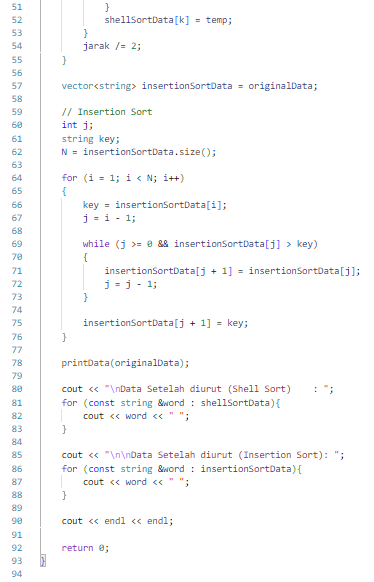 51 }
52 shellSortData[k] = temp;
53 }
54 jarak /= 2;
55 }
56
57 vector<string> insertionSortData = originalData;
58
59 // Insertion Sort
60 int j;
61 string key;
62 N = insertionSortData.size();
63
64 for (i = 1; i < N; i++)
65 {
66 key = insertionSortData[i];
67 j = i - 1;
68
69 while (j >= 0 && insertionSortData[j] > key)
70 {
71 insertionSortData[j + 1] = insertionSortData[j];
72 j = j - 1;
73 }
74
75 insertionSortData[j + 1] = key;
76 }
77
78 printData(originalData);
79
80 cout << "\nData Setelah diurut (Shell Sort)    : ";
81 for (const string &word : shellSortData){
82 cout << word << " ";
83 }
84
85 cout << "\n\nData Setelah diurut (Insertion Sort): ";
86 for (const string &word : insertionSortData){
87 cout << word << " ";
88 }
89
90 cout << endl << endl;
91
92 return 0;
93 }
94